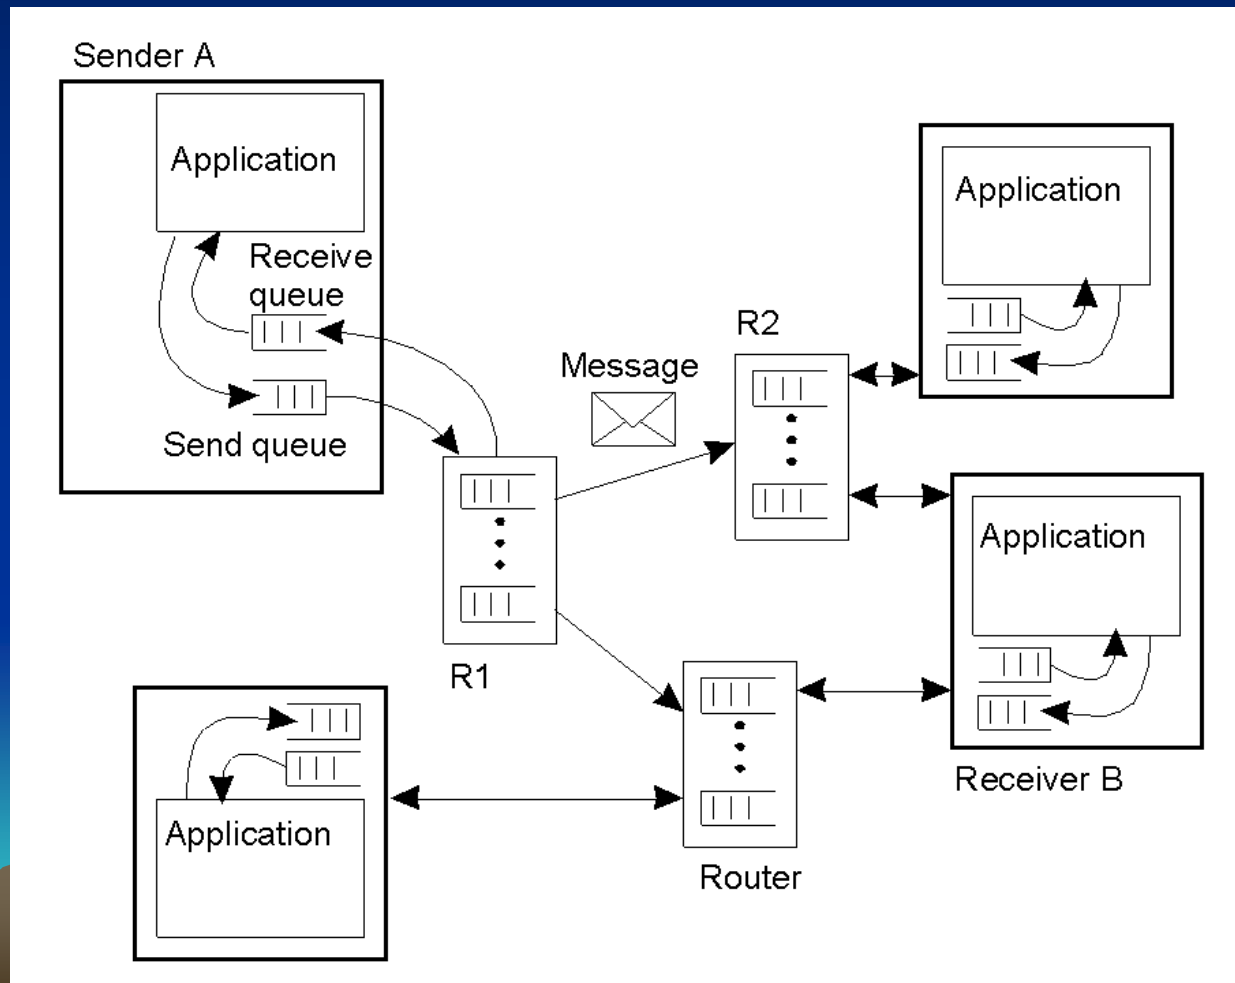 Sender A
Application
Receive
queue
Send queue
Message
R2
Application
R1
Application
Receiver B
Application
Router